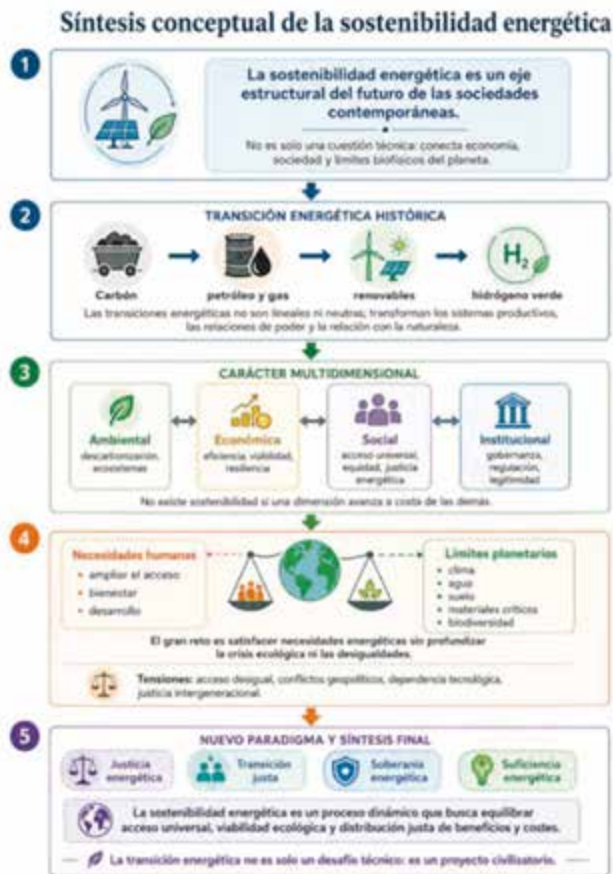 Síntesis conceptual de la sostenibilidad energética
1
La sostenibilidad energética es un eje
estructural del futuro de las sociedades
contemporáneas.
No es solo una cuestión técnica: conecta economía,
sociedad y límites biofísicos del planeta.
2
TRANSICIÓN ENERGÉTICA HISTÓRICA
H2
Carbón
petróleo y gas
renovables
hidrógeno verde
Las transiciones energéticas no son lineales ni neutras, transforman los sistemas productivos,
las relaciones de poder y la relación con la naturaleza.
3
CARÁCTER MULTIDIMENSIONAL
Ambiental
descarbonización,
ecosistemas
Económica
eficiencia, viabilidad,
resiliencia
Social
acceso universal,
equidad, justicia
energética
Institucional
gobernanza,
regulación,
legitimidad
No existe sostenibilidad si una dimensión avanza a costa de las demás.
4
Necesidades humanas
• ampliar el acceso
• bienestar
• desarrollo
Límites planetarios
• clima
• agua
• suelo
• materiales críticos
• biodiversidad
El gran reto es satisfacer necesidades energéticas sin profundizar
la crisis ecológica ni las desigualdades.
Tensiones: acceso desigual, conflictos geopolíticos, dependencia tecnológica,
justicia intergeneracional.
5
NUEVO PARADIGMA Y SÍNTESIS FINAL
Justicia
energética
Transición
justa
Soberanía
energética
Suficiencia
energética
La sostenibilidad energética es un proceso dinámico que busca equilibrar
acceso universal, viabilidad ecológica y distribución justa de beneficios y costes.
La transición energética no es solo un desafío técnico: es un proyecto civilizatorio.